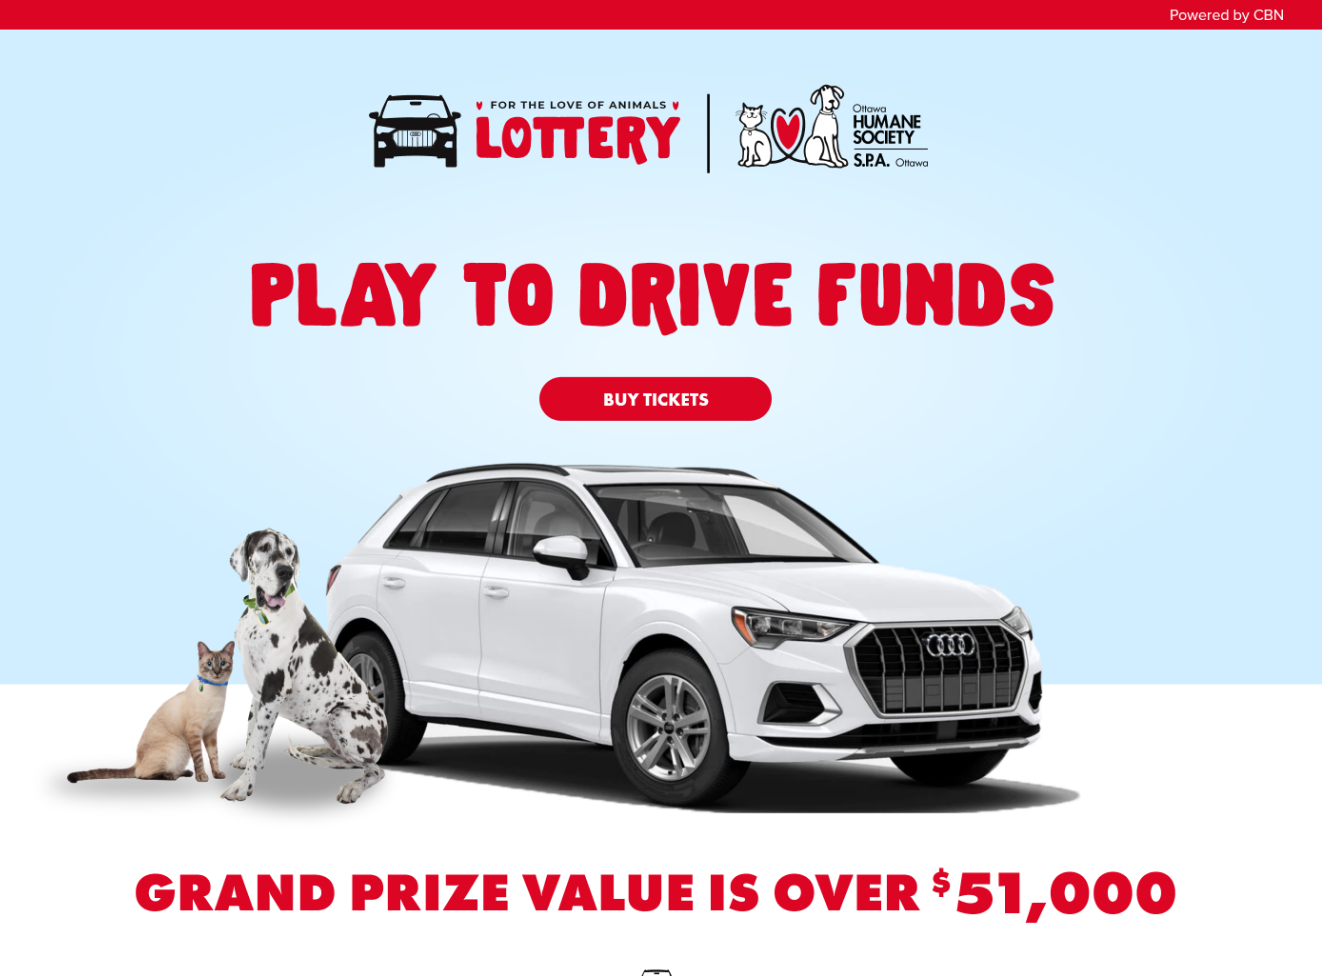 Powered by CBN
FOR THE LOVE OF ANIMALS
LOTTERY
Ottawa
HUMANE
SOCIETY
S.P.A. Ottawa
PLAY TO DRIVE FUNDS
BUY TICKETS
GRAND PRIZE VALUE IS OVER $51,000